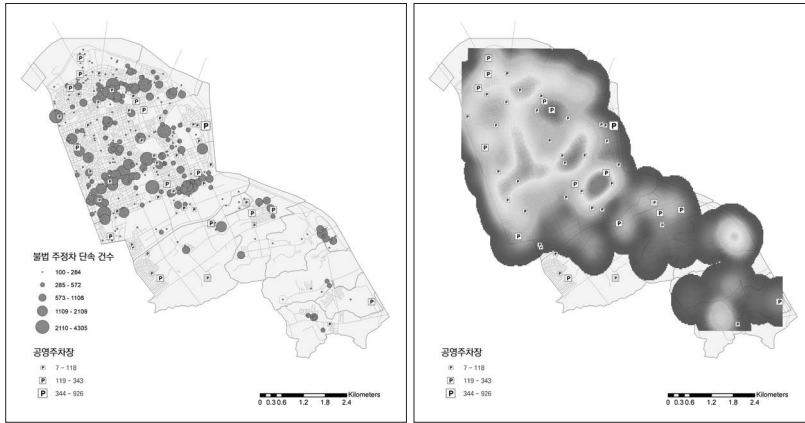 불법 주정차 단속 건수
100 - 284
285 - 572
573 - 1108
1109 - 2109
2110 - 4305
공영주차장
P 7 - 118
P 119 - 343
P 344 - 926
Kilometers
0 0.3 0.6 1.2 1.8 2.4
공영주차장
P 7 - 118
P 119 - 343
P 344 - 926
Kilometers
0 0.3 0.6 1.2 1.8 2.4